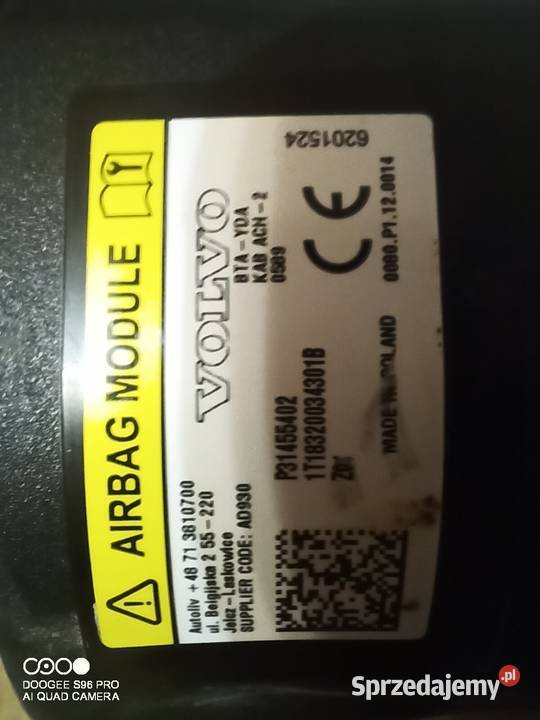 AIRBAG MODULE
Autoliv +48 71 3810700
ul. Belgijska 2 55-220
Jelcz-Laskowice
SUPPLIER CODE: AD930
VOLVO
BTA-YDA
KAB ACN-2
0589
P31455402
1T18320034301B
MADE IN POLAND
0080.P1.12.0014
CE
6201524
DOOGEE S96 PRO
AI QUAD CAMERA
Sprzedajemy.pl